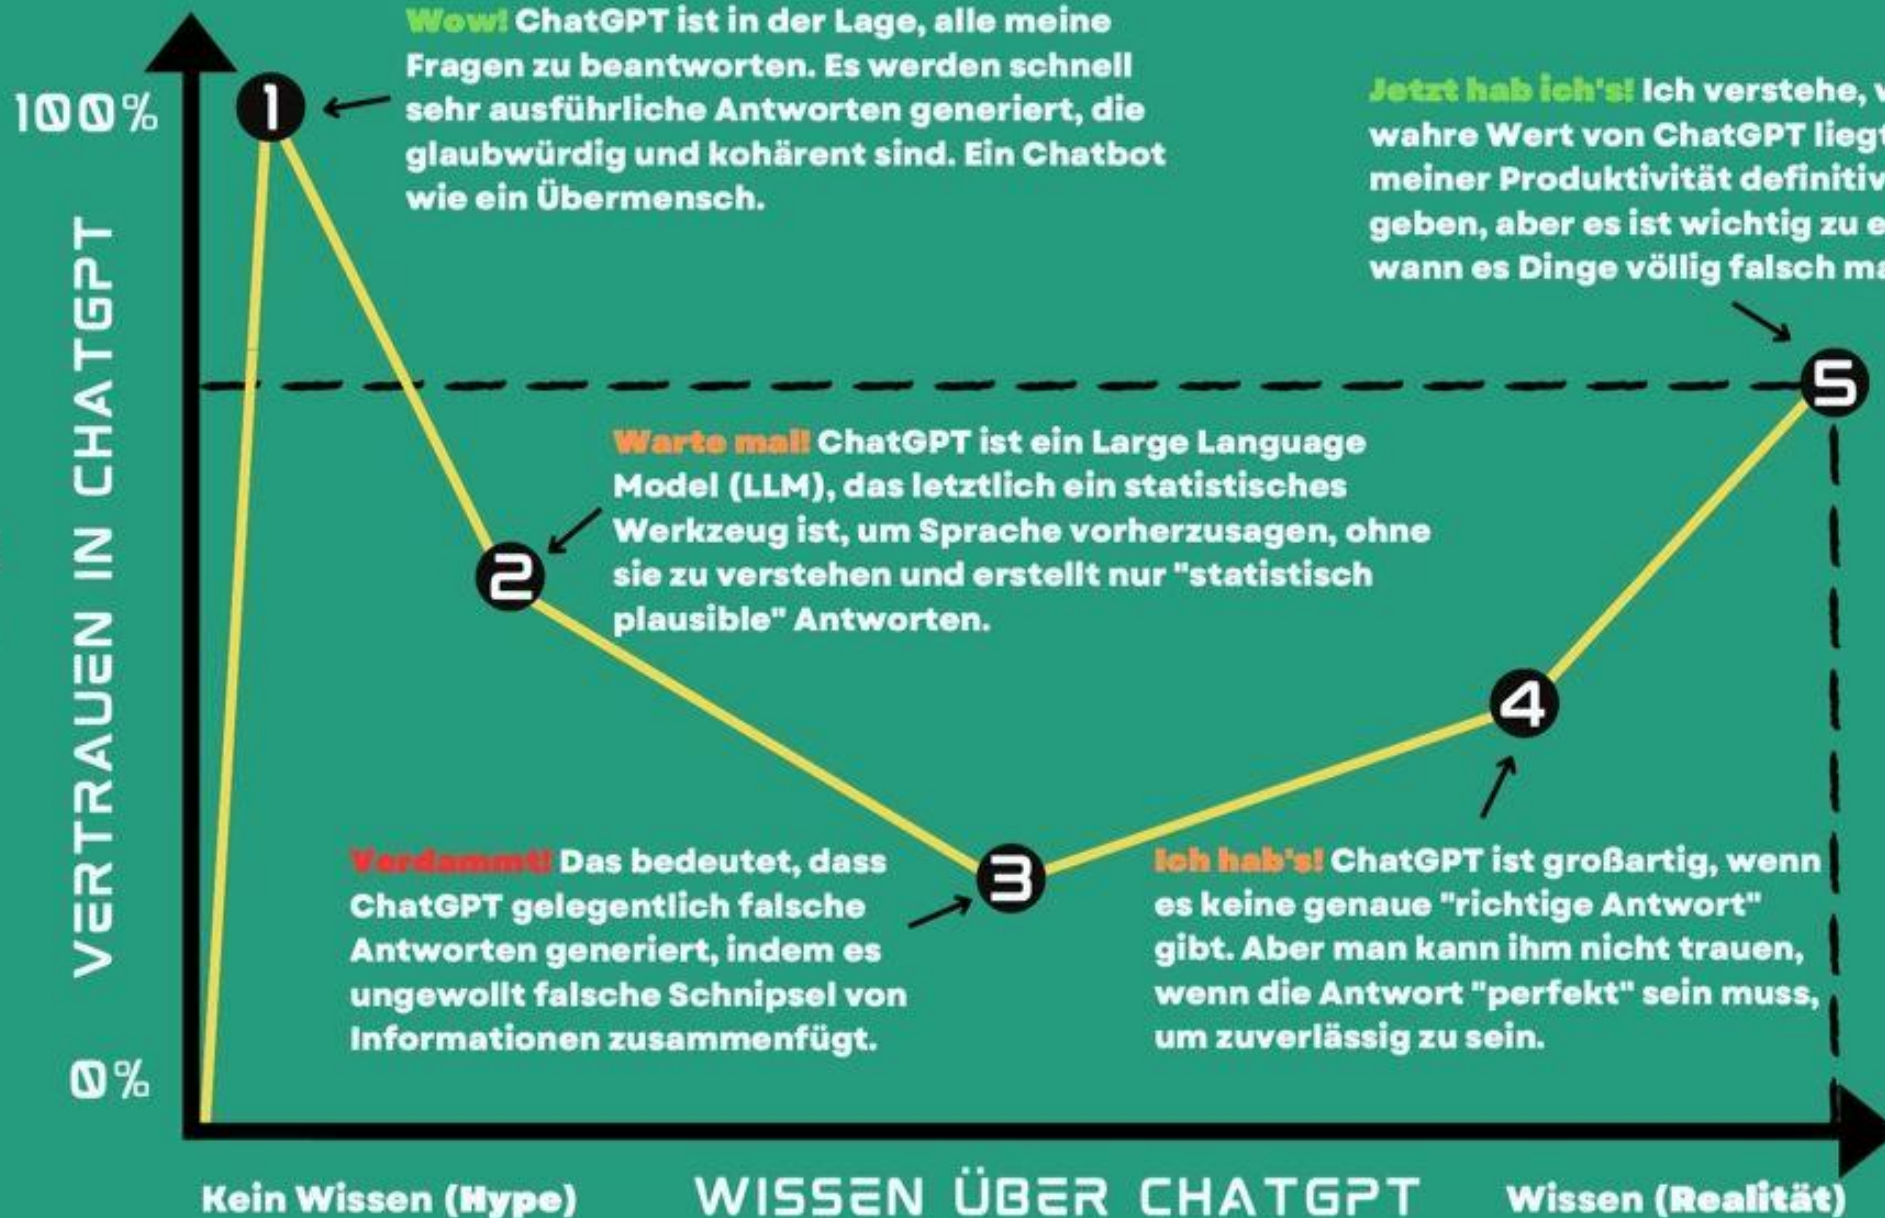 Wow! ChatGPT ist in der Lage, alle meine
Fragen zu beantworten. Es werden schnell
sehr ausführliche Antworten generiert, die
glaubwürdig und kohärent sind. Ein Chatbot
wie ein Übermensch.
Jetzt hab ich's! Ich verstehe,
wahre Wert von ChatGPT liegt
meiner Produktivität definitiv
geben, aber es ist wichtig zu
wann es Dinge völlig falsch
100%
1
VERTRAUEN IN CHATGPT
5
Warte mal! ChatGPT ist ein Large Language
Model (LLM), das letztlich ein statistisches
Werkzeug ist, um Sprache vorherzusagen, ohne
sie zu verstehen und erstellt nur "statistisch
plausible" Antworten.
2
4
3
Verdammt! Das bedeutet, dass
ChatGPT gelegentlich falsche
Antworten generiert, indem es
ungewollt falsche Schnipsel von
Informationen zusammenfügt.
Ich hab's! ChatGPT ist großartig, wenn
es keine genaue "richtige Antwort"
gibt. Aber man kann ihm nicht trauen,
wenn die Antwort "perfekt" sein muss,
um zuverlässig zu sein.
0%
Kein Wissen (Hype)
WISSEN ÜBER CHATGPT
Wissen (Realität)